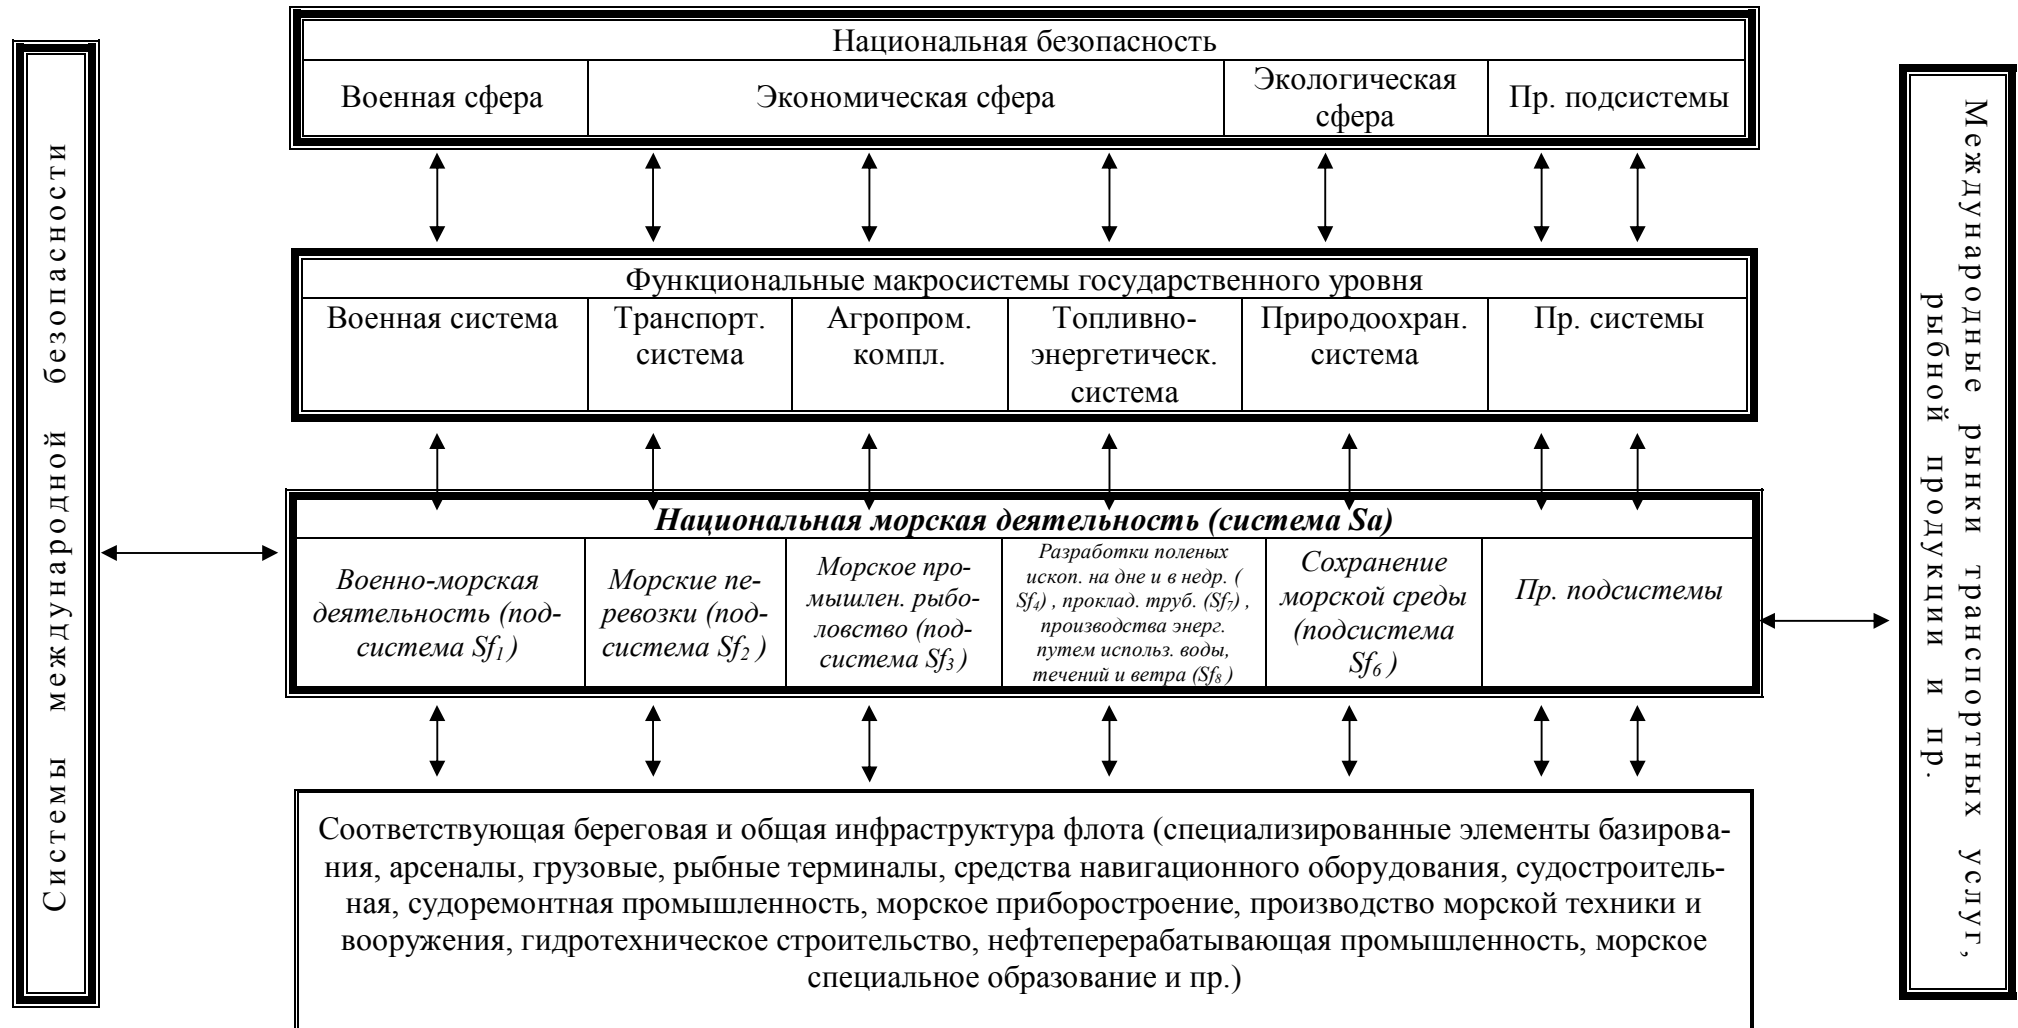 Системы международной безопасности
Национальная безопасность
Военная сфера
Экономическая сфера
Экологическая
сфера
Пр. подсистемы
Функциональные макросистемы государственного уровня
Военная система
Транспорт.
система
Агропром.
компл.
Топливно-
энергетическ.
система
Природоохран.
система
Пр. системы
Национальная морская деятельность (система Sa)
Военно-морская
деятельность (под-
система Sf₁)
Морские пе-
ревозки (под-
система Sf₂ )
Морское про-
мышлен. рыбо-
ловство (под-
система Sf₃ )
Разработки поленых
ископ. на дне и в недр. (
Sf₄) , проклад. труб. (Sf₇) ,
производства энерг.
путем использ. воды,
течений и ветра (Sf₈ )
Сохранение
морской среды
(подсистема
Sf₆ )
Пр. подсистемы
Соответствующая береговая и общая инфраструктура флота (специализированные элементы базирова-
ния, арсеналы, грузовые, рыбные терминалы, средства навигационного оборудования, судостроитель-
ная, судоремонтная промышленность, морское приборостроение, производство морской техники и
вооружения, гидротехническое строительство, нефтеперерабатывающая промышленность, морское
специальное образование и пр.)
Международные рынки транспортных услуг,
рыбной продукции и пр.